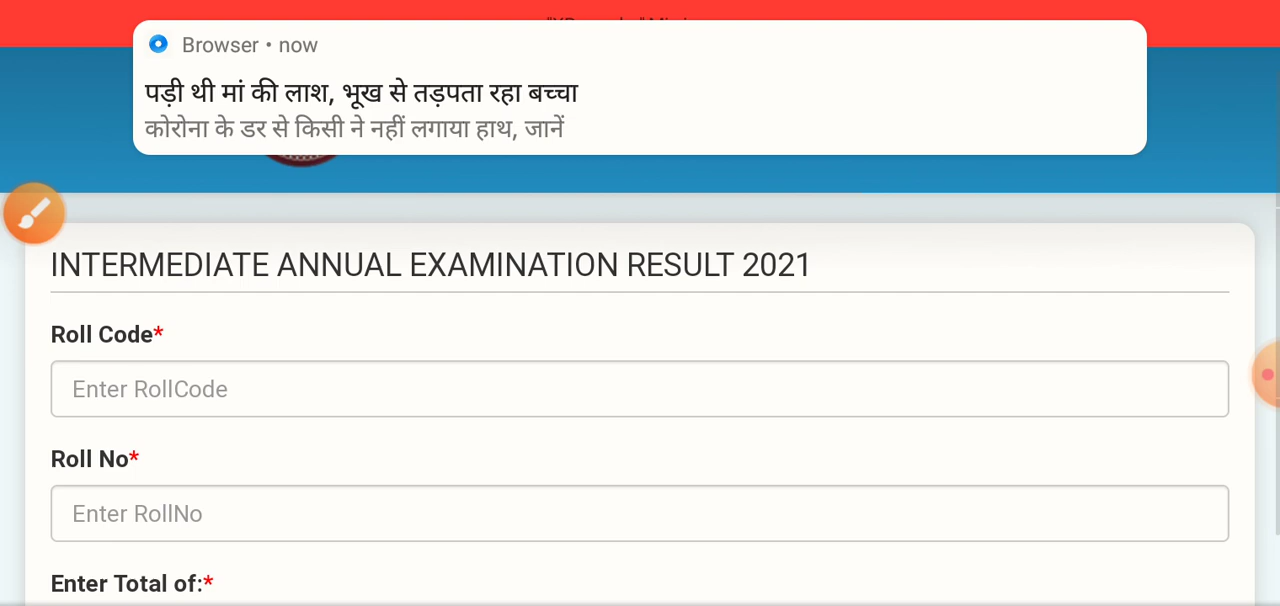 Browser • now
पड़ी थी मां की लाश, भूख से तड़पता रहा बच्चा
कोरोना के डर से किसी ने नहीं लगाया हाथ, जानें
INTERMEDIATE ANNUAL EXAMINATION RESULT 2021
Roll Code*
Enter RollCode
Roll No*
Enter RollNo
Enter Total of:*